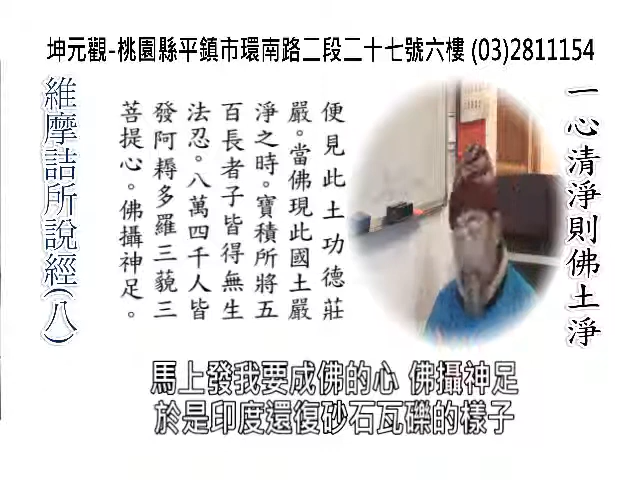 坤元觀-桃園縣平鎮市環南路二段二十七號六樓 (03)2811154
一心清淨則佛土淨
便見此土功德莊
嚴。當佛現此國土嚴
淨之時。寶積所將五
百長者子皆得無生
法忍。八萬四千人皆
發阿耨多羅三藐三
菩提心。佛攝神足。
維摩詰所說經(八)
馬上發我要成佛的心 佛攝神足
於是印度還復砂石瓦礫的樣子